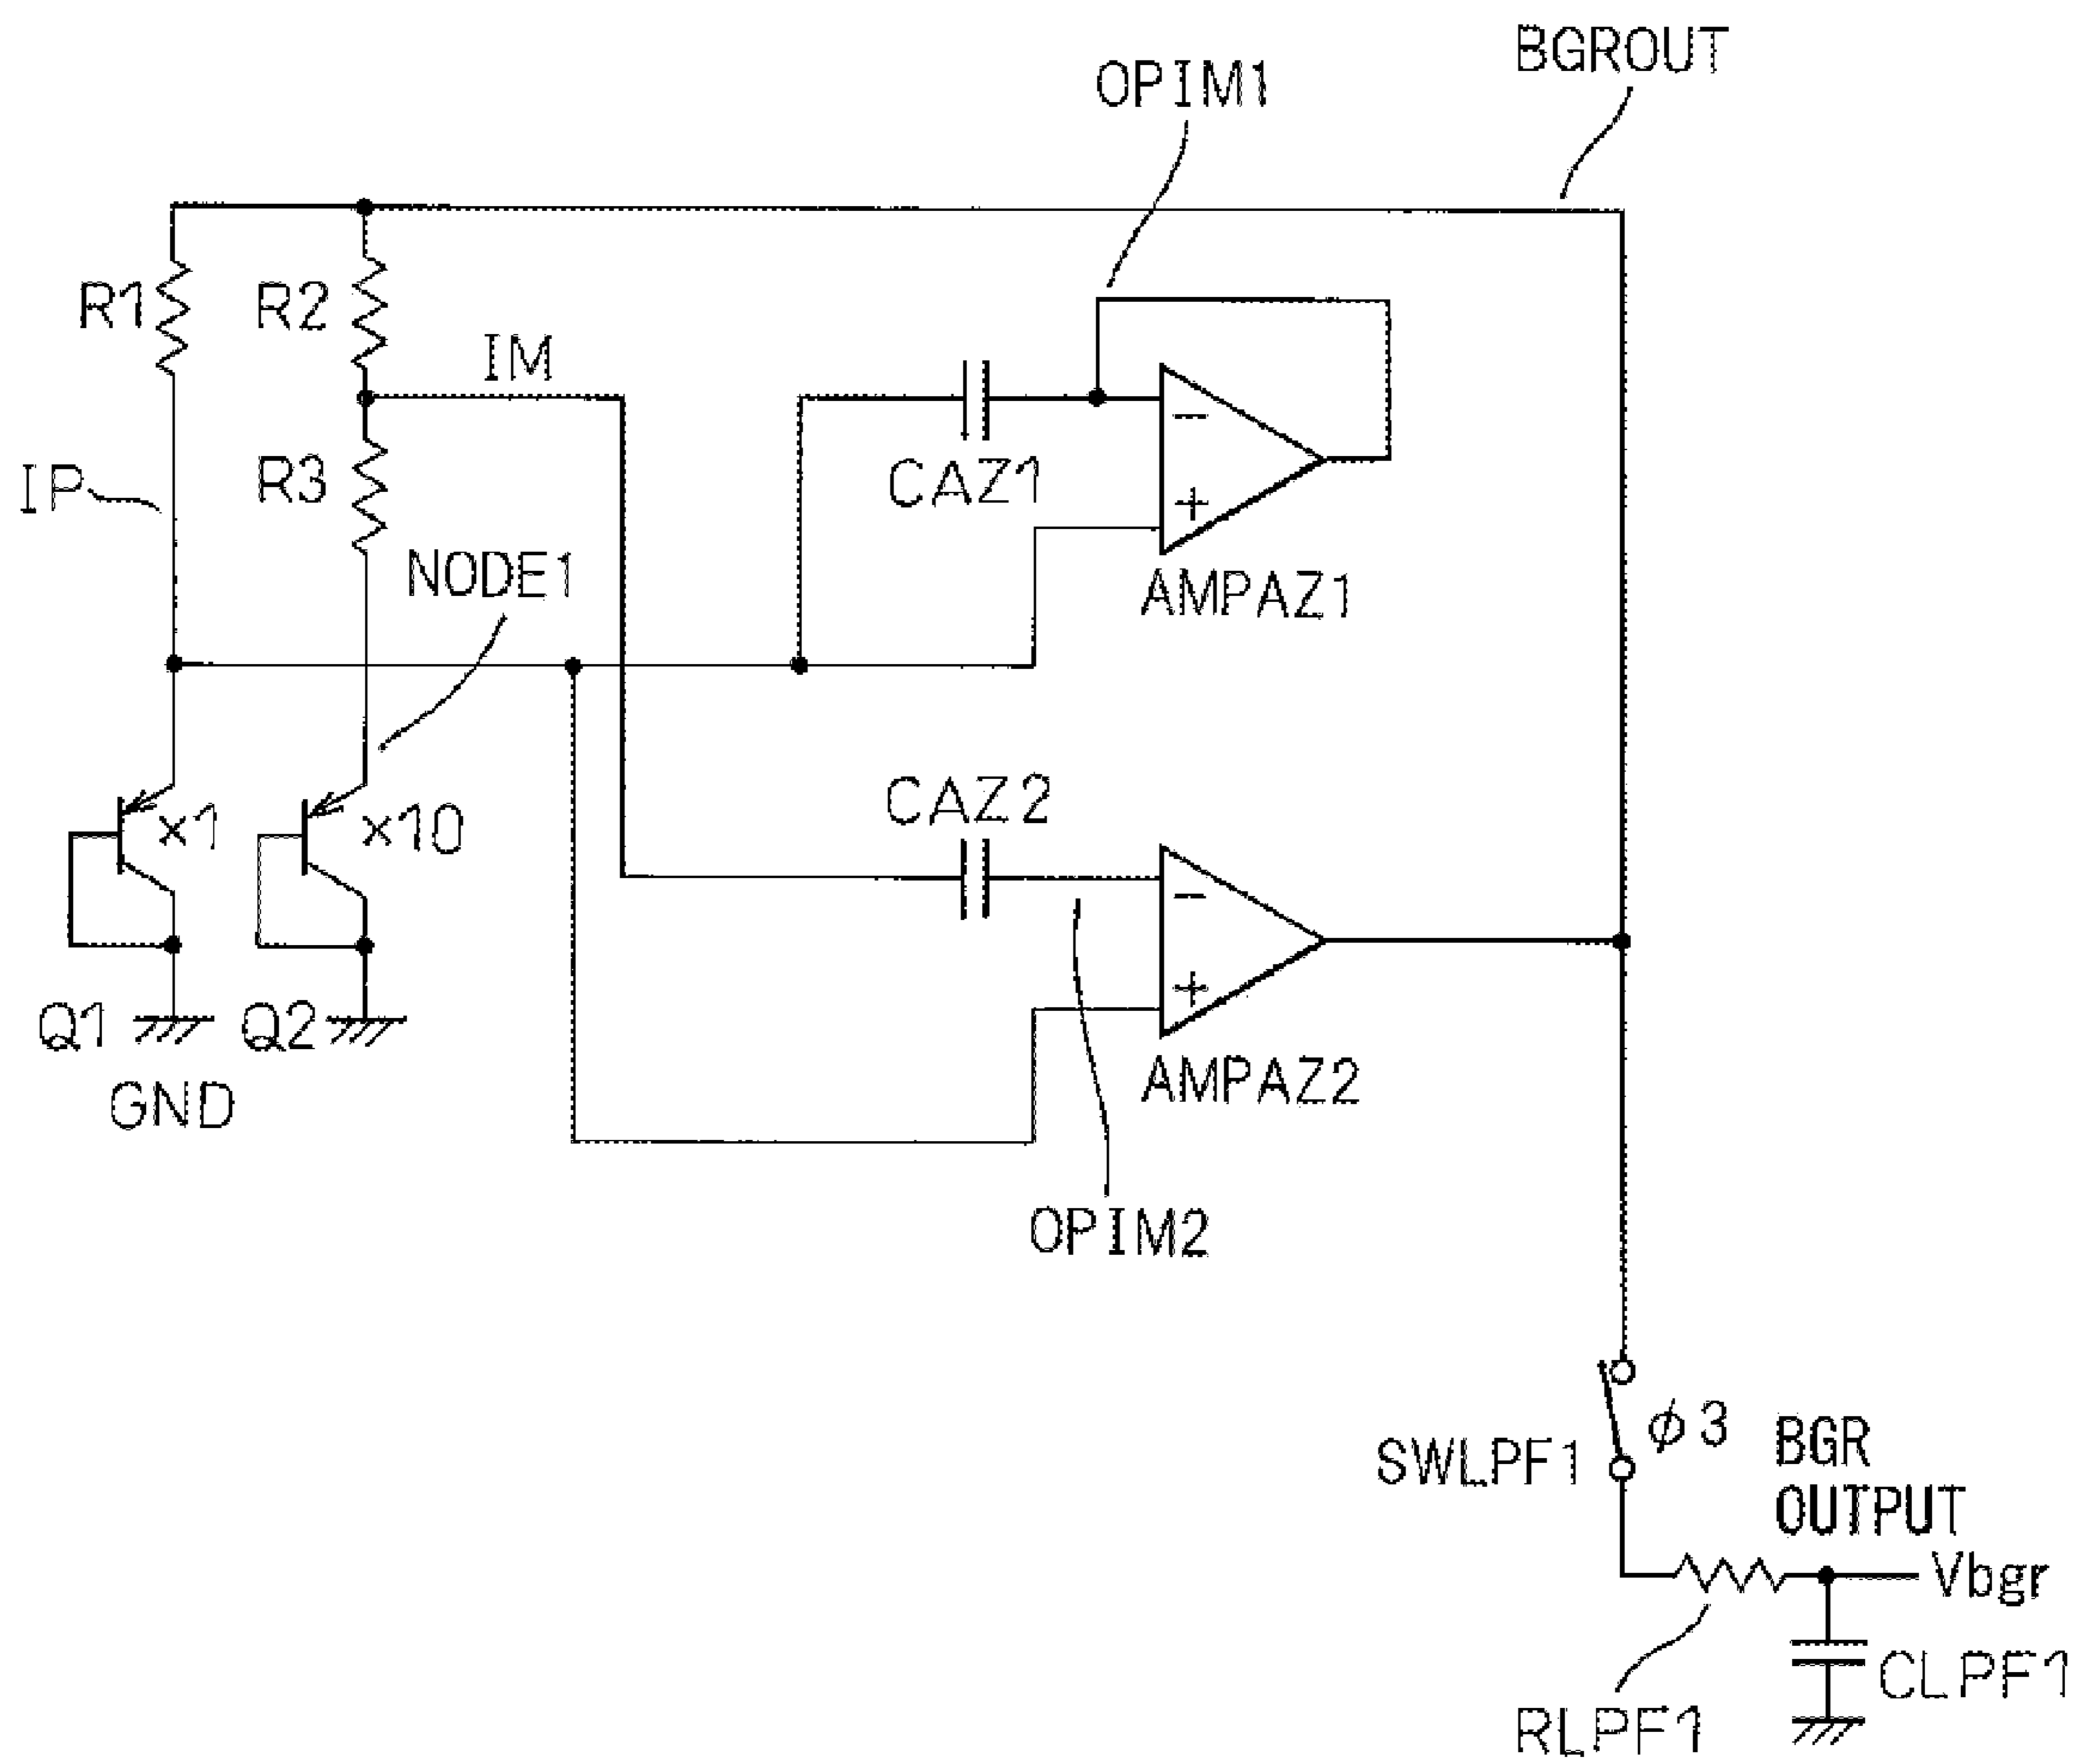 BGROUT
OPIM1
R1
R2
IM
IP
R3
CAZ1
−
+
NODE1
AMPAZ1
×1
×10
CAZ2
−
+
Q1
Q2
GND
AMPAZ2
OPIM2
SWLPF1
φ3
BGR
OUTPUT
Vbgr
CLPF1
RLPF1